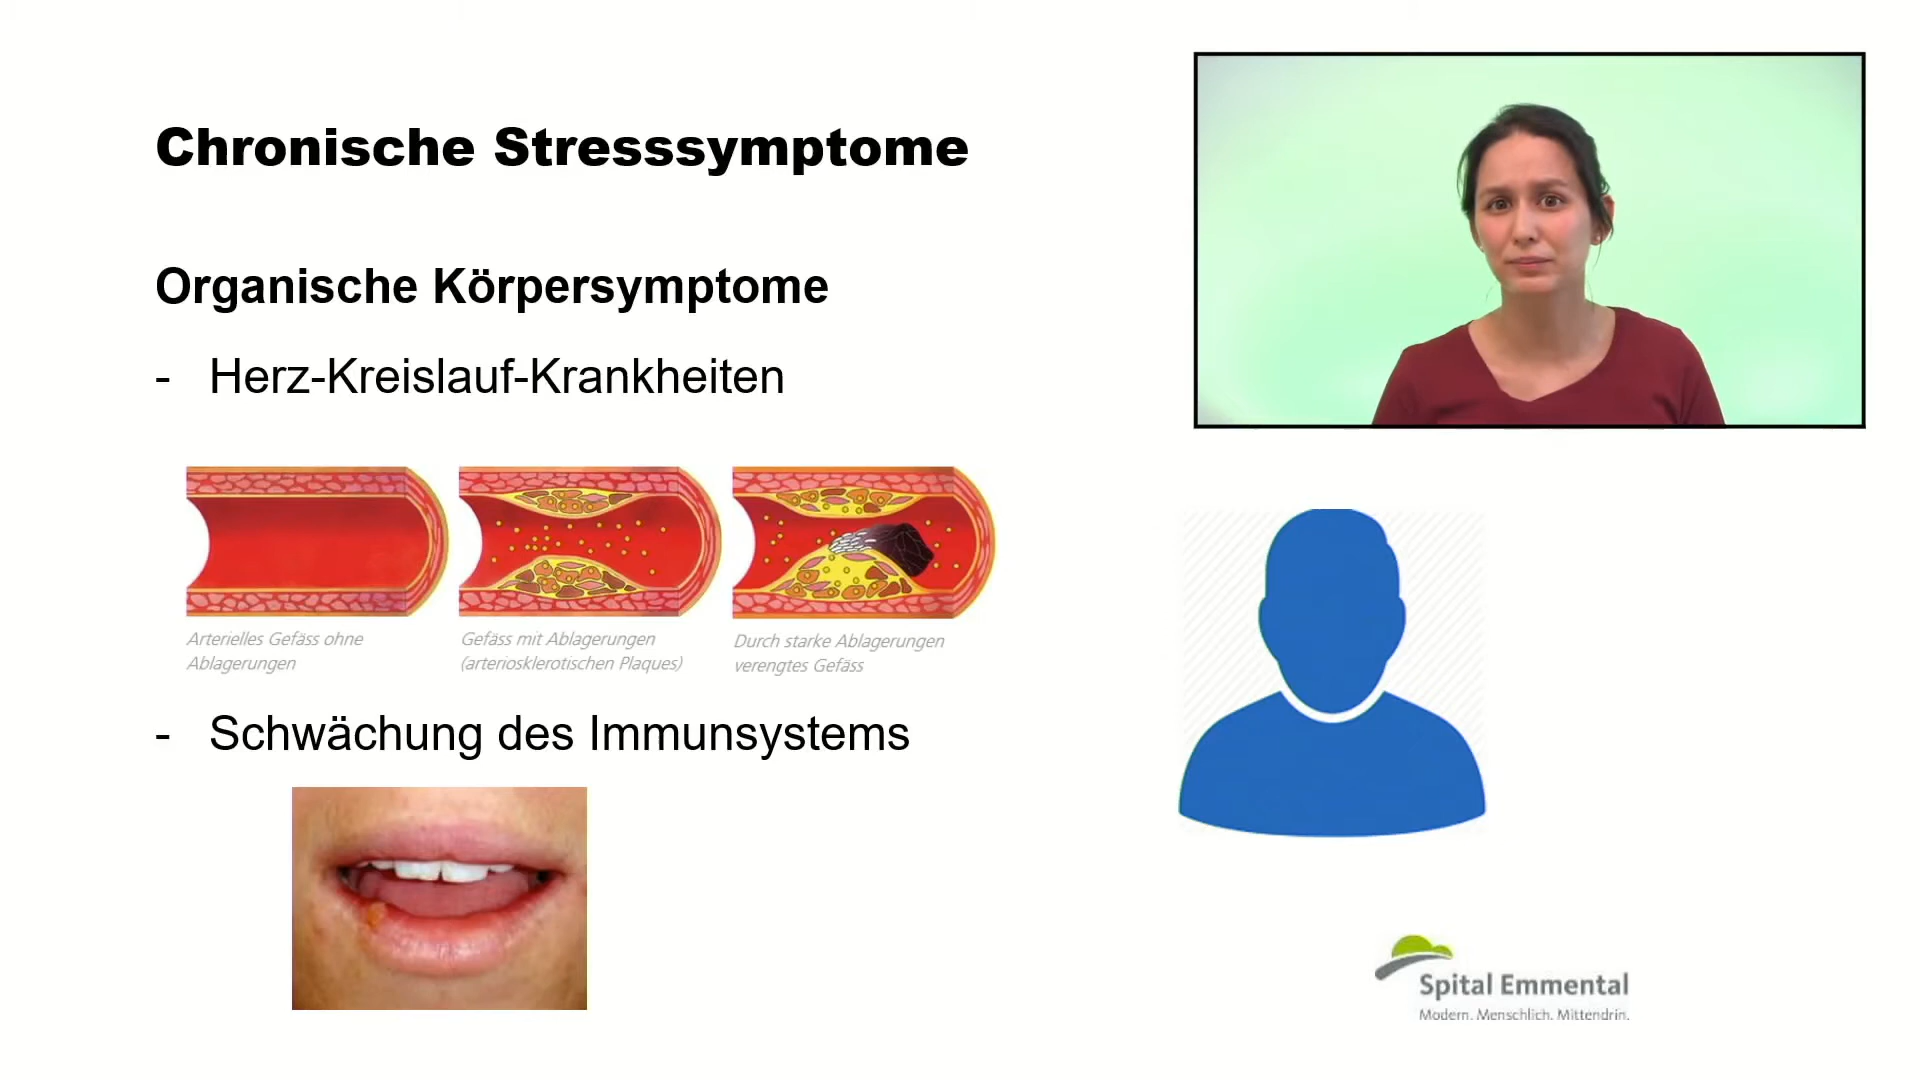 Chronische Stresssymptome
Organische Körpersymptome
- Herz-Kreislauf-Krankheiten
Arterielles Gefäss ohne
Ablagerungen
Gefäss mit Ablagerungen
(arteriosklerotischen Plaques)
Durch starke Ablagerungen
verengtes Gefäss
- Schwächung des Immunsystems
Spital Emmental
Modern. Menschlich. Mittendrin.